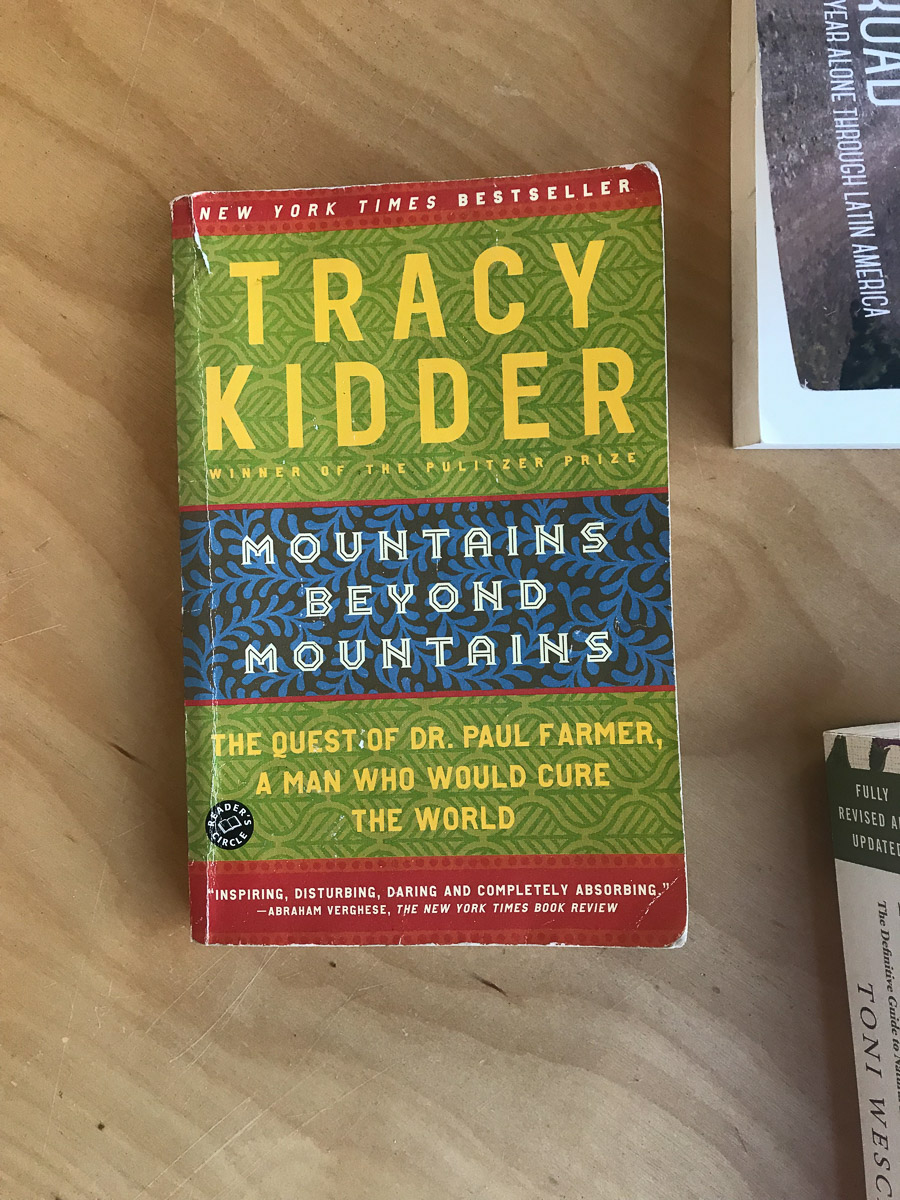 NEW YORK TIMES BESTSELLER
TRACY
KIDDER
WINNER OF THE PULITZER PRIZE
MOUNTAINS
BEYOND
MOUNTAINS
THE QUEST OF DR. PAUL FARMER,
A MAN WHO WOULD CURE
THE WORLD
READER'S
CIRCLE
"INSPIRING, DISTURBING, DARING AND COMPLETELY ABSORBING."
—ABRAHAM VERGHESE, THE NEW YORK TIMES BOOK REVIEW
YEAR ALONE THROUGH LATIN AMERICA
FULLY
REVISED
UPDATED
The Definitive Guide to
TONI